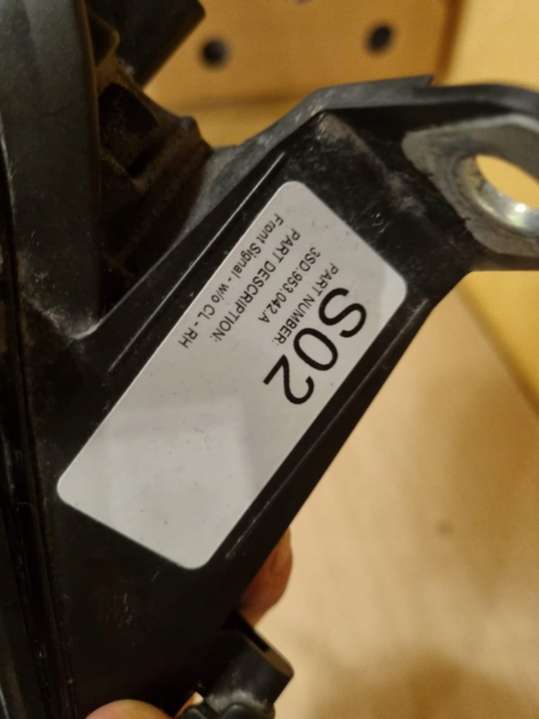 PART NUMBER:
3SD.953.042.A
PART DESCRIPTION:
Front Signal - w/o CL - RH
S02